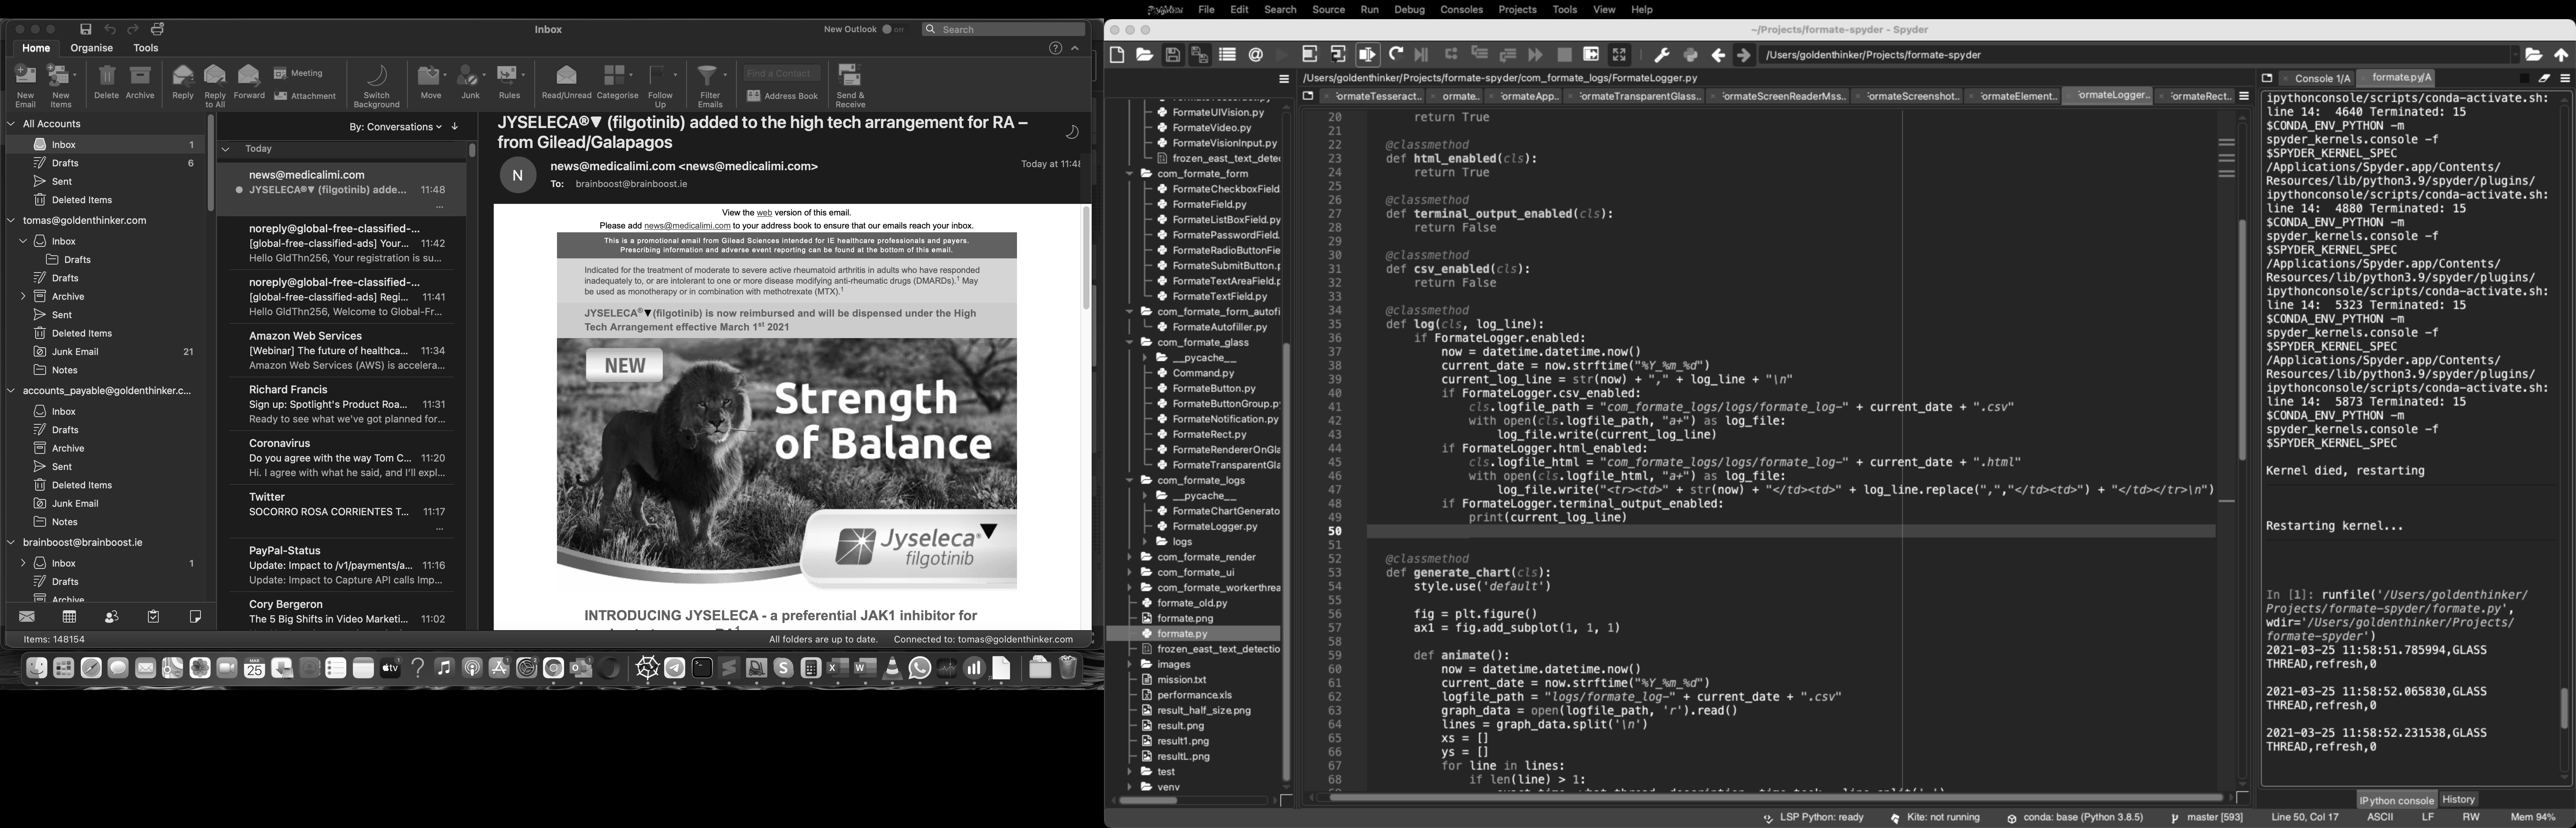 Inbox
New Outlook
Off
Search
Home
Organise
Tools
New Email
New Items
Delete
Archive
Reply
Reply to All
Forward
Meeting
Attachment
Switch Background
Move
Junk
Rules
Read/Unread
Categorise
Follow Up
Filter Emails
Find a Contact
Address Book
Send & Receive
All Accounts
Inbox 1
Drafts 6
Sent
Deleted Items
tomas@goldenthinker.com
Inbox
Drafts
Drafts
Archive
Sent
Deleted Items
Junk Email 21
Notes
accounts_payable@goldenthinker.c...
Inbox
Drafts
Archive
Sent
Deleted Items
Junk Email
Notes
brainboost@brainboost.ie
Inbox 1
Drafts
Archive
Items: 148154
By: Conversations
Today
news@medicalimi.com
JYSELECA®▼ (filgotinib) adde... 11:48
...
noreply@global-free-classified-...
[global-free-classified-ads] Your... 11:42
Hello GldThn256, Your registration is su...
noreply@global-free-classified-...
[global-free-classified-ads] Regi... 11:41
Hello GldThn256, Welcome to Global-Fr...
Amazon Web Services
[Webinar] The future of healthca... 11:34
Amazon Web Services (AWS) is accelera...
Richard Francis
Sign up: Spotlight's Product Roa... 11:31
Ready to see what we've got planned for...
Coronavirus
Do you agree with the way Tom C... 11:20
Hi. I agree with what he said, and I'll expl...
Twitter
SOCORRO ROSA CORRIENTES T... 11:17
...
PayPal-Status
Update: Impact to /v1/payments/a... 11:16
Update: Impact to Capture API calls Imp...
Cory Bergeron
The 5 Big Shifts in Video Marketi... 11:02
JYSELECA®▼ (filgotinib) added to the high tech arrangement for RA –
from Gilead/Galapagos
N
news@medicalimi.com <news@medicalimi.com>
Today at 11:48
To: brainboost@brainboost.ie
View the web version of this email.
Please add news@medicalimi.com to your address book to ensure that our emails reach your inbox.
This is a promotional email from Gilead Sciences intended for IE healthcare professionals and payers.
Prescribing information and adverse event reporting can be found at the bottom of this email.
Indicated for the treatment of moderate to severe active rheumatoid arthritis in adults who have responded
inadequately to, or are intolerant to one or more disease modifying anti-rheumatic drugs (DMARDs).1 May
be used as monotherapy or in combination with methotrexate (MTX).1
JYSELECA®▼(filgotinib) is now reimbursed and will be dispensed under the High
Tech Arrangement effective March 1st 2021
NEW
Strength
of Balance
Jyseleca®▼
filgotinib
INTRODUCING JYSELECA - a preferential JAK1 inhibitor for
All folders are up to date.
Connected to: tomas@goldenthinker.com
MAR
25
tv
File Edit Search Source Run Debug Consoles Projects Tools View Help
~/Projects/formate-spyder - Spyder
/Users/goldenthinker/Projects/formate-spyder
/Users/goldenthinker/Projects/formate-spyder/com_formate_logs/FormateLogger.py
FormateUIVision.py
FormateVideo.py
FormateVisionInput.py
frozen_east_text_dete
com_formate_form
FormateCheckboxField
FormateField.py
FormateListBoxField.py
FormatePasswordField.
FormateRadioButtonFie
FormateSubmitButton.p
FormateTextAreaField.py
FormateTextField.py
com_formate_form_autofi
FormateAutofiller.py
com_formate_glass
__pycache__
Command.py
FormateButton.py
FormateButtonGroup.py
FormateNotification.py
FormateRect.py
FormateRendererOnGla
FormateTransparentGla
com_formate_logs
__pycache__
FormateChartGenerato
FormateLogger.py
logs
com_formate_render
com_formate_ui
com_formate_workerthrea
formate_old.py
formate.png
formate.py
frozen_east_text_detectio
images
mission.txt
performance.xls
result_half_size.png
result.png
result1.png
resultL.png
test
venv
ormateTesseract..
ormate..
ormateApp..
ormateTransparentGlass..
ormateScreenReaderMss..
ormateScreenshot..
ormateElement..
ormateLogger..
ormateRect..
20 return True
21
22 @classmethod
23 def html_enabled(cls):
24 return True
25
26 @classmethod
27 def terminal_output_enabled(cls):
28 return False
29
30 @classmethod
31 def csv_enabled(cls):
32 return False
33
34 @classmethod
35 def log(cls, log_line):
36 if FormateLogger.enabled:
37 now = datetime.datetime.now()
38 current_date = now.strftime("%Y_%m_%d")
39 current_log_line = str(now) + "," + log_line + "\n"
40 if FormateLogger.csv_enabled:
41 cls.logfile_path = "com_formate_logs/logs/formate_log-" + current_date + ".csv"
42 with open(cls.logfile_path, "a+") as log_file:
43 log_file.write(current_log_line)
44 if FormateLogger.html_enabled:
45 cls.logfile_html = "com_formate_logs/logs/formate_log-" + current_date + ".html"
46 with open(cls.logfile_html, "a+") as log_file:
47 log_file.write("<tr><td>" + str(now) + "</td><td>" + log_line.replace(",","</td><td>") + "</td></tr>\n")
48 if FormateLogger.terminal_output_enabled:
49 print(current_log_line)
50
51
52 @classmethod
53 def generate_chart(cls):
54 style.use('default')
55
56 fig = plt.figure()
57 ax1 = fig.add_subplot(1, 1, 1)
58
59 def animate():
60 now = datetime.datetime.now()
61 current_date = now.strftime("%Y_%m_%d")
62 logfile_path = "logs/formate_log-" + current_date + ".csv"
63 graph_data = open(logfile_path, 'r').read()
64 lines = graph_data.split('\n')
65 xs = []
66 ys = []
67 for line in lines:
68 if len(line) > 1:
Console 1/A
formate.py/A
ipythonconsole/scripts/conda-activate.sh:
line 14: 4640 Terminated: 15
$CONDA_ENV_PYTHON -m
spyder_kernels.console -f
$SPYDER_KERNEL_SPEC
/Applications/Spyder.app/Contents/
Resources/lib/python3.9/spyder/plugins/
ipythonconsole/scripts/conda-activate.sh:
line 14: 4880 Terminated: 15
$CONDA_ENV_PYTHON -m
spyder_kernels.console -f
$SPYDER_KERNEL_SPEC
/Applications/Spyder.app/Contents/
Resources/lib/python3.9/spyder/plugins/
ipythonconsole/scripts/conda-activate.sh:
line 14: 5323 Terminated: 15
$CONDA_ENV_PYTHON -m
spyder_kernels.console -f
$SPYDER_KERNEL_SPEC
/Applications/Spyder.app/Contents/
Resources/lib/python3.9/spyder/plugins/
ipythonconsole/scripts/conda-activate.sh:
line 14: 5873 Terminated: 15
$CONDA_ENV_PYTHON -m
spyder_kernels.console -f
$SPYDER_KERNEL_SPEC
Kernel died, restarting
Restarting kernel...
In [1]: runfile('/Users/goldenthinker/
Projects/formate-spyder/formate.py',
wdir='/Users/goldenthinker/Projects/
formate-spyder')
2021-03-25 11:58:51.785994,GLASS
THREAD,refresh,0
2021-03-25 11:58:52.065830,GLASS
THREAD,refresh,0
2021-03-25 11:58:52.231538,GLASS
THREAD,refresh,0
IPython console
History
LSP Python: ready
Kite: not running
conda: base (Python 3.8.5)
master [593]
Line 50, Col 17
ASCII
LF
RW
Mem 94%